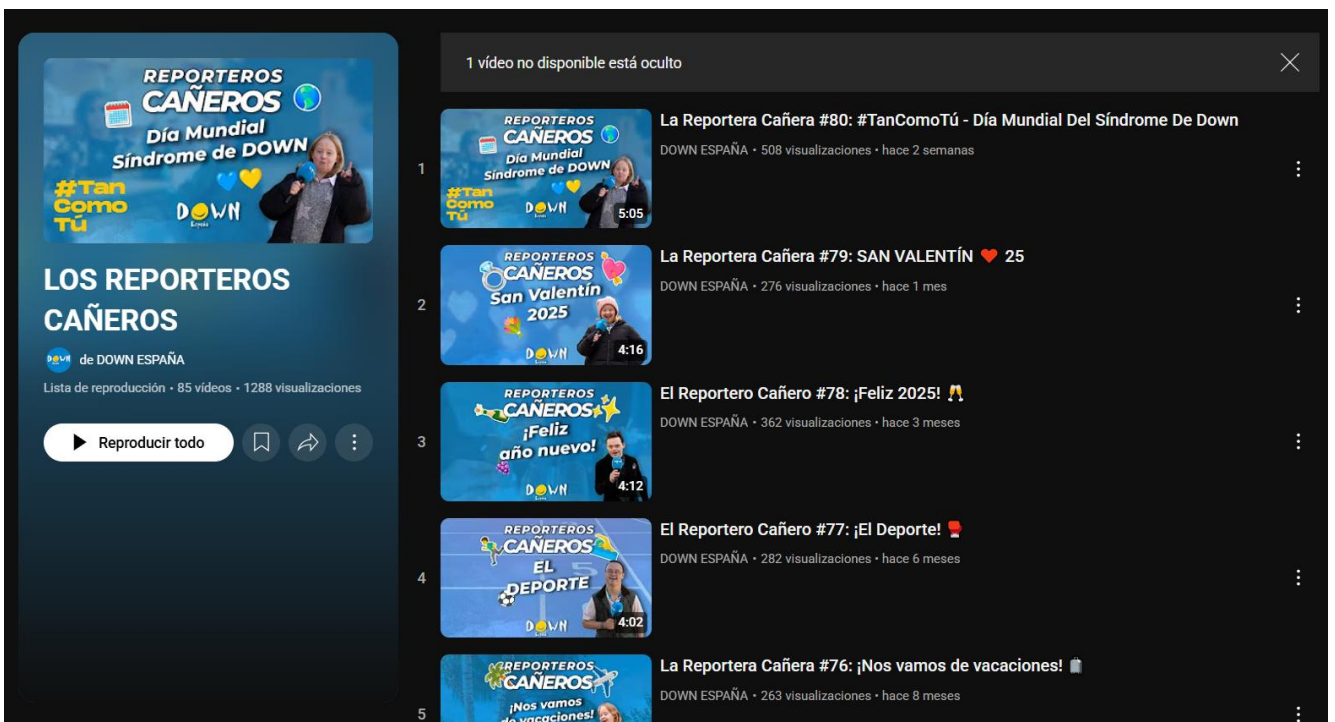 REPORTEROS
CAÑEROS
Día Mundial
Síndrome de DOWN
#Tan
Como
Tú
DOWN
España
LOS REPORTEROS
CAÑEROS
DOWN
de DOWN ESPAÑA
Lista de reproducción • 85 vídeos • 1288 visualizaciones
Reproducir todo
1 vídeo no disponible está oculto
1
REPORTEROS
CAÑEROS
Día Mundial
Síndrome de DOWN
#Tan
Como
Tú
DOWN
5:05
La Reportera Cañera #80: #TanComoTú - Día Mundial Del Síndrome De Down
DOWN ESPAÑA • 508 visualizaciones • hace 2 semanas
2
REPORTEROS
CAÑEROS
San Valentín
2025
DOWN
4:16
La Reportera Cañera #79: SAN VALENTÍN ❤️ 25
DOWN ESPAÑA • 276 visualizaciones • hace 1 mes
3
REPORTEROS
CAÑEROS
¡Feliz
año nuevo!
DOWN
4:12
El Reportero Cañero #78: ¡Feliz 2025! 🥂
DOWN ESPAÑA • 362 visualizaciones • hace 3 meses
4
REPORTEROS
CAÑEROS
EL
DEPORTE
DOWN
4:02
El Reportero Cañero #77: ¡El Deporte! 🥊
DOWN ESPAÑA • 282 visualizaciones • hace 6 meses
5
REPORTEROS
CAÑEROS
¡Nos vamos
de vacaciones!
La Reportera Cañera #76: ¡Nos vamos de vacaciones! 🧳
DOWN ESPAÑA • 263 visualizaciones • hace 8 meses